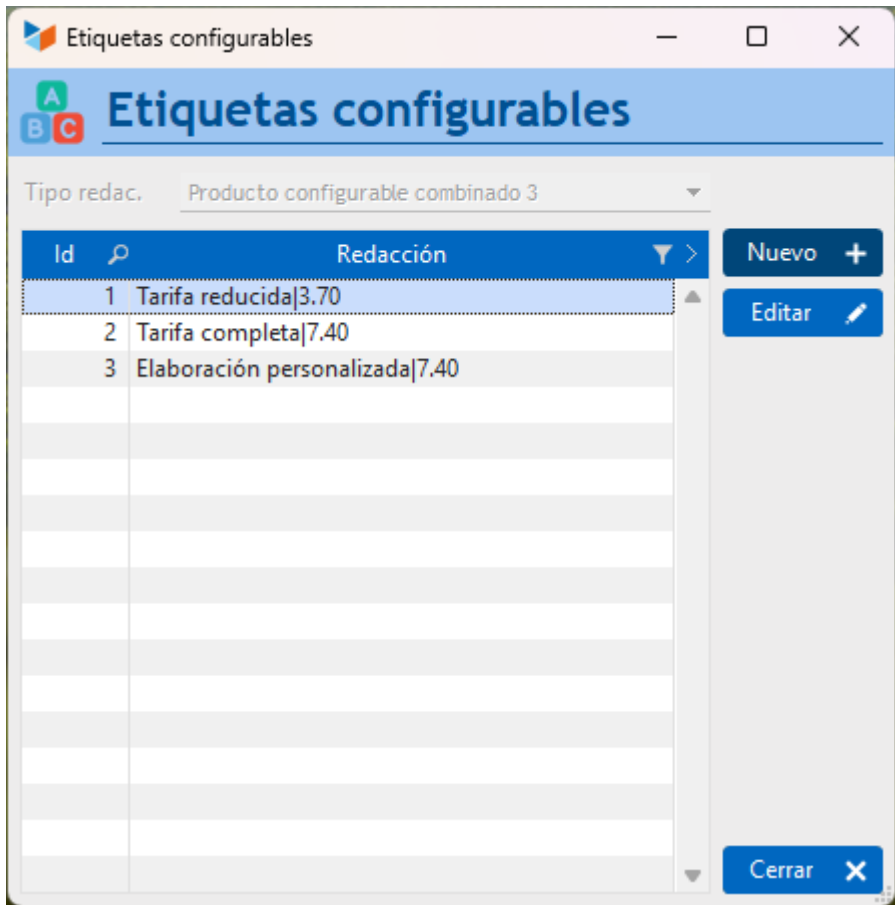 Etiquetas configurables
A
B C
Etiquetas configurables
Tipo redac. Producto configurable combinado 3
Id Redacción
Nuevo +
1 Tarifa reducida|3.70
Editar
2 Tarifa completa|7.40
3 Elaboración personalizada|7.40
Cerrar